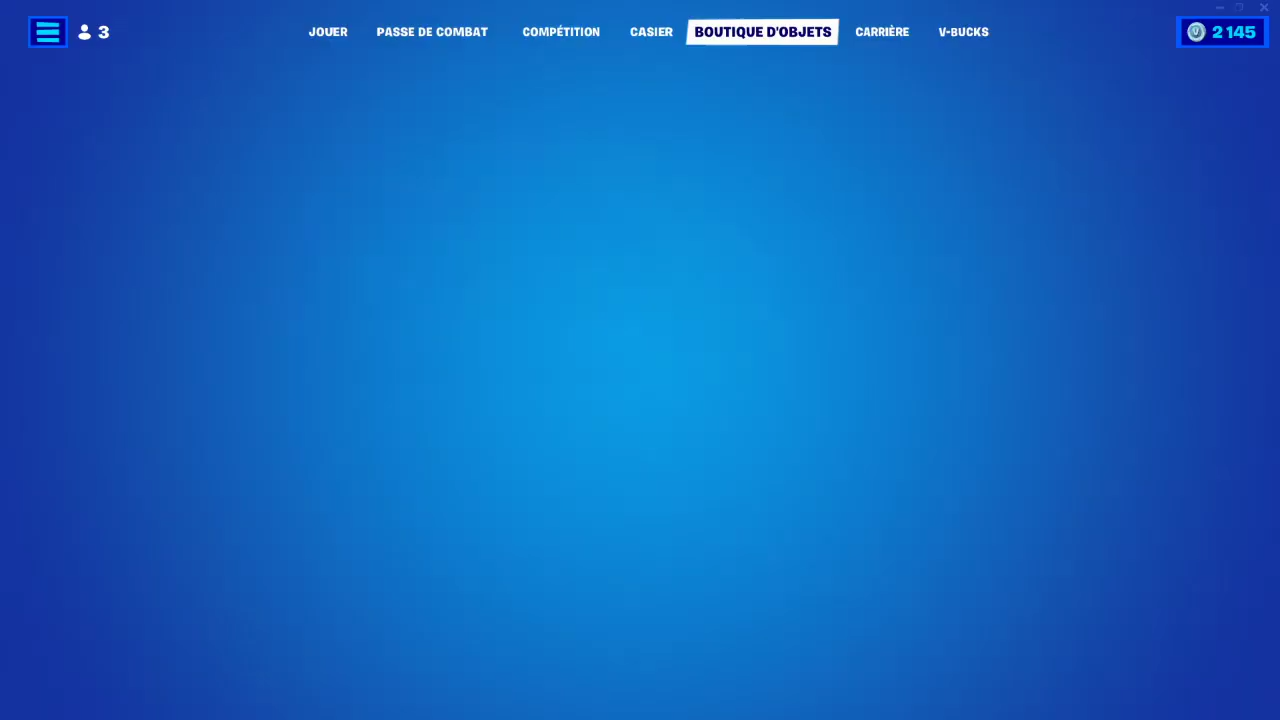 3 JOUER PASSE DE COMBAT COMPÉTITION CASIER BOUTIQUE D'OBJETS CARRIÈRE V-BUCKS 2 145